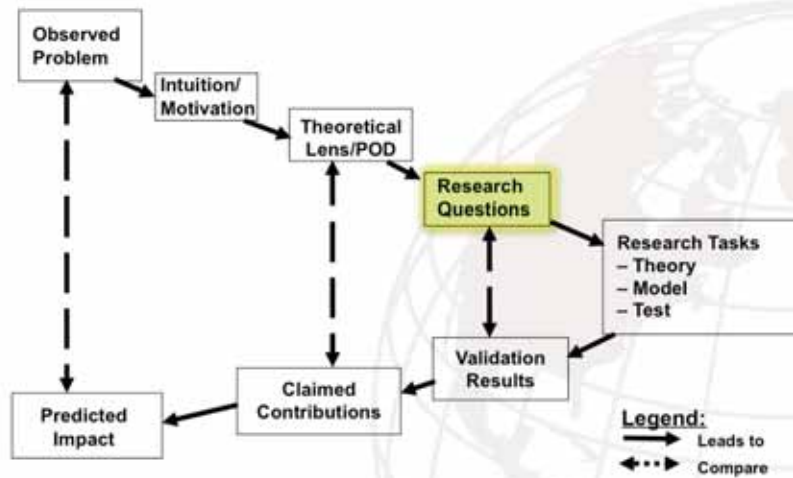 Observed
Problem
Intuition/
Motivation
Theoretical
Lens/POD
Research
Questions
Research Tasks
– Theory
– Model
– Test
Validation
Results
Claimed
Contributions
Predicted
Impact
Legend:
Leads to
Compare